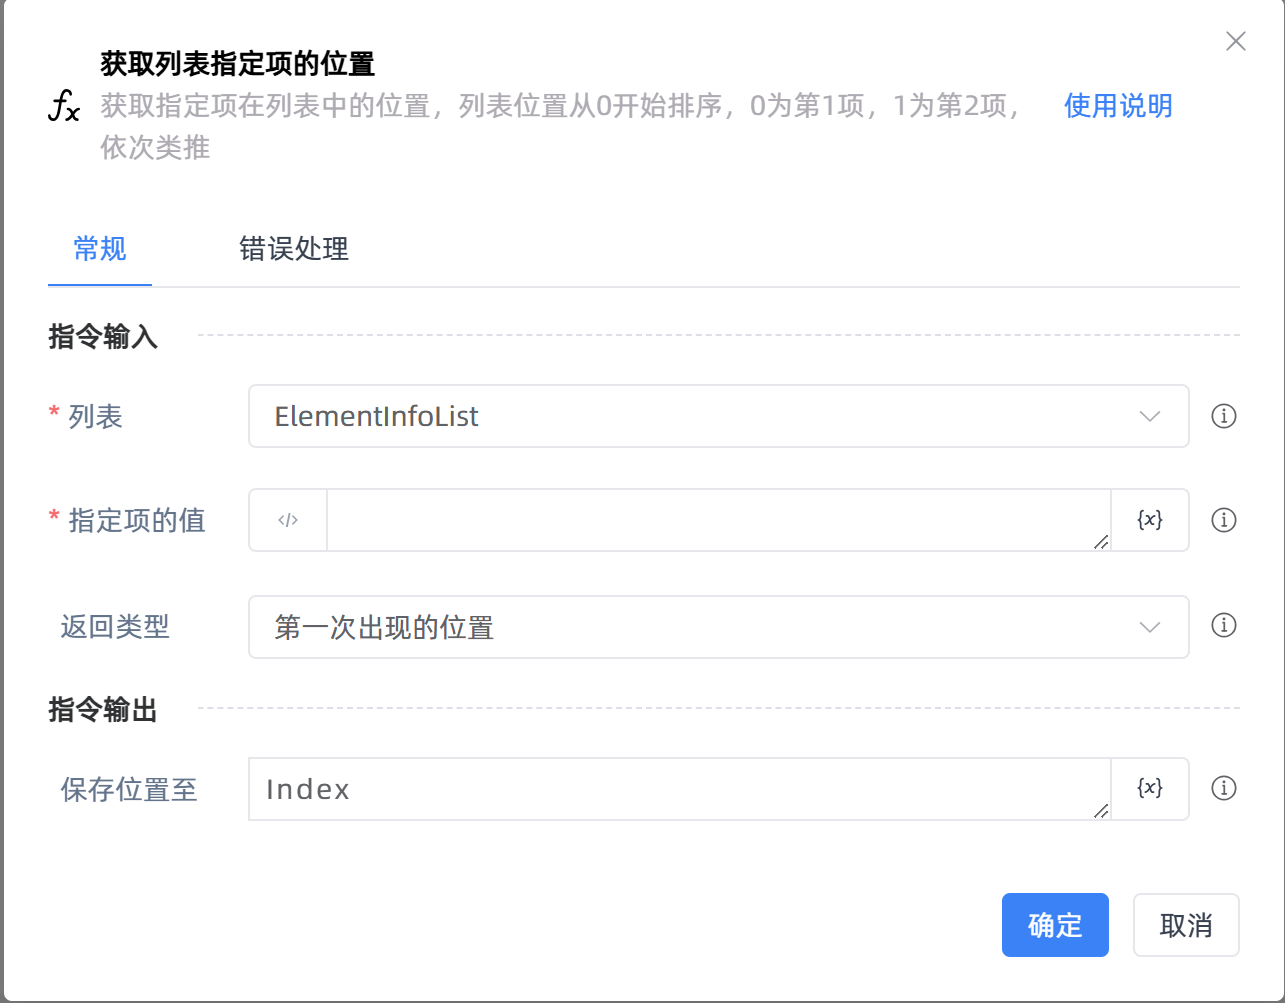 获取列表指定项的位置
fx 获取指定项在列表中的位置，列表位置从0开始排序，0为第1项，1为第2项， 使用说明
依次类推
常规 错误处理
指令输入
* 列表 ElementInfoList
* 指定项的值 </> {x}
返回类型 第一次出现的位置
指令输出
保存位置至 Index {x}
确定 取消